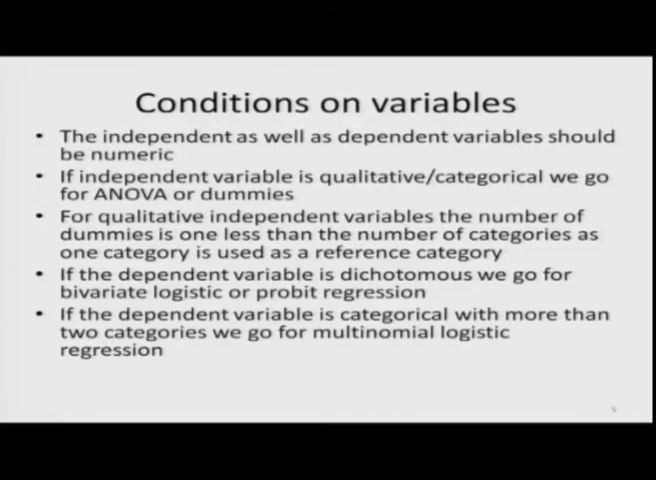 Conditions on variables
• The independent as well as dependent variables should
be numeric
• If independent variable is qualitative/categorical we go
for ANOVA or dummies
• For qualitative independent variables the number of
dummies is one less than the number of categories as
one category is used as a reference category
• If the dependent variable is dichotomous we go for
bivariate logistic or probit regression
• If the dependent variable is categorical with more than
two categories we go for multinomial logistic
regression